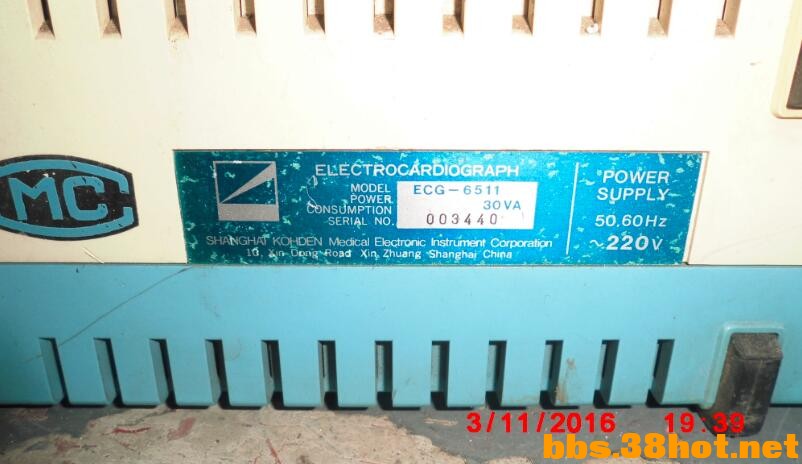 MC
ELECTROCARDIOGRAPH
MODEL ECG-6511
POWER
CONSUMPTION 30VA
SERIAL NO. 003440
SHANGHAI KOHDEN Medical Electronic Instrument Corporation
10, Xin Dong Road Xin Zhuang Shanghai China
POWER
SUPPLY
50.60Hz
~220V
3/11/2016 19:39
bbs.38hot.net